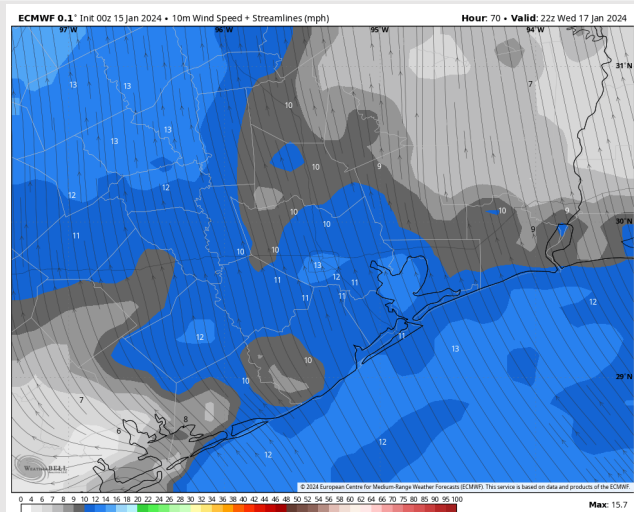 ECMWF 0.1° Init 00z 15 Jan 2024 • 10m Wind Speed + Streamlines (mph) Hour: 70 • Valid: 22z Wed 17 Jan 2024
97°W 96°W 95°W 94°W
31°N
13 13 7
10
13 13
10 9
12 12
10 10 9
10 30°N
11 9
10 10
13 12
11 11
11 11
12 11 12
13
10
10 29°N
7
8
6
12
12
WeatherBELL
© 2024 European Centre for Medium-Range Weather Forecasts (ECMWF). This service is based on data and products of the ECMWF.
0 4 6 7 8 9 10 12 14 16 18 20 22 24 26 28 30 32 34 36 38 40 42 44 46 48 50 52 54 56 58 60 62 64 66 70 75 80 85 90 95 100
Max: 15.7